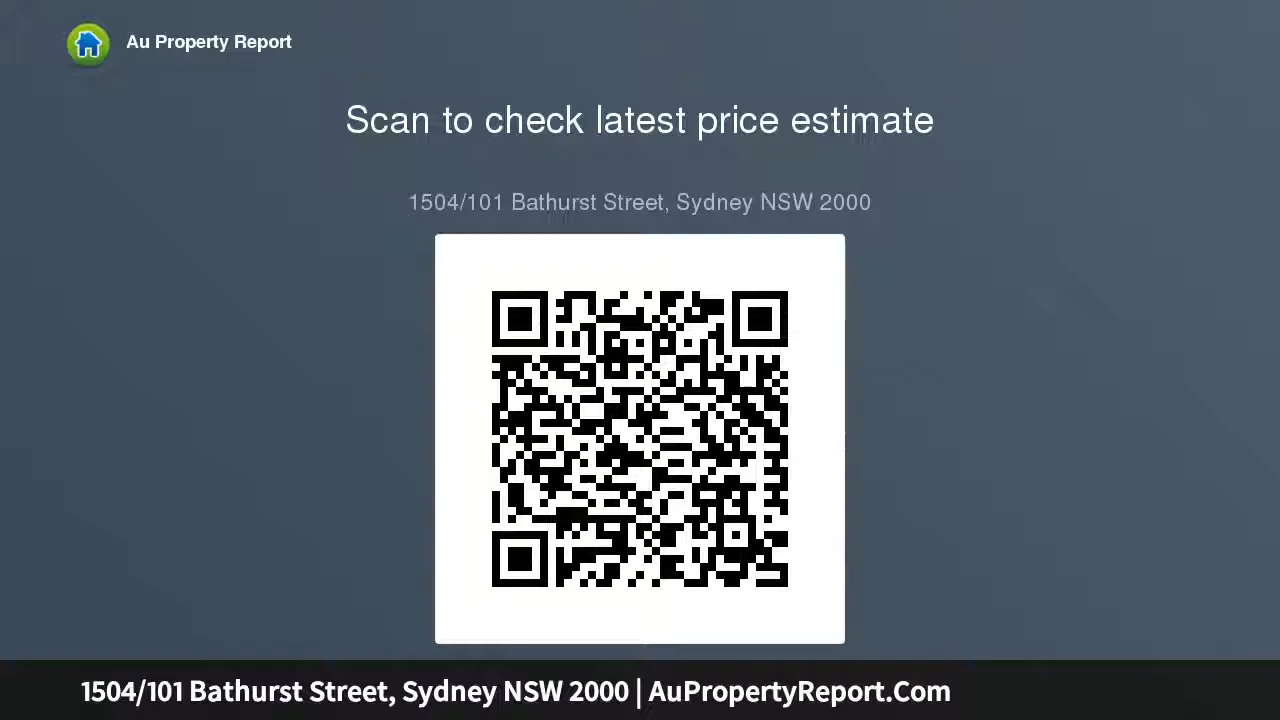 Au Property Report
Scan to check latest price estimate
1504/101 Bathurst Street, Sydney NSW 2000
1504/101 Bathurst Street, Sydney NSW 2000 | AuPropertyReport.Com